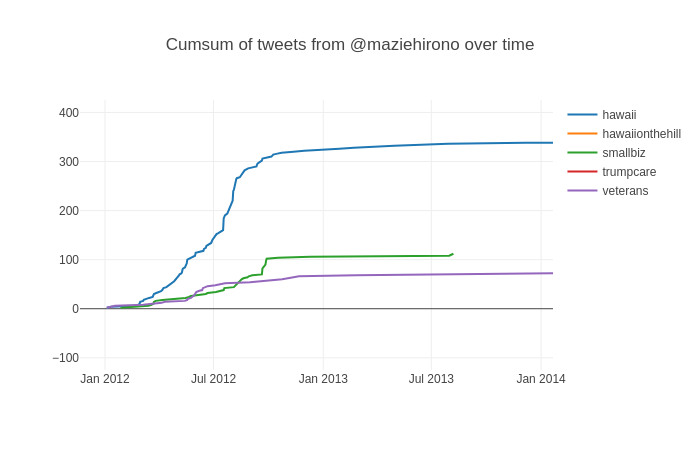 Cumsum of tweets from @maziehirono over time
400
300
200
100
0
−100
Jan 2012
Jul 2012
Jan 2013
Jul 2013
Jan 2014
hawaii
hawaiionthehill
smallbiz
trumpcare
veterans